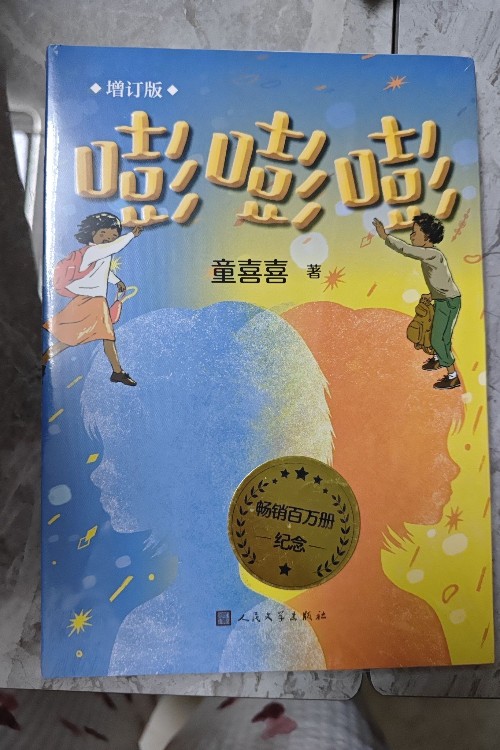 ◆增订版◆
嘭嘭嘭
童喜喜 著
畅销百万册
—纪念—
人民文学出版社